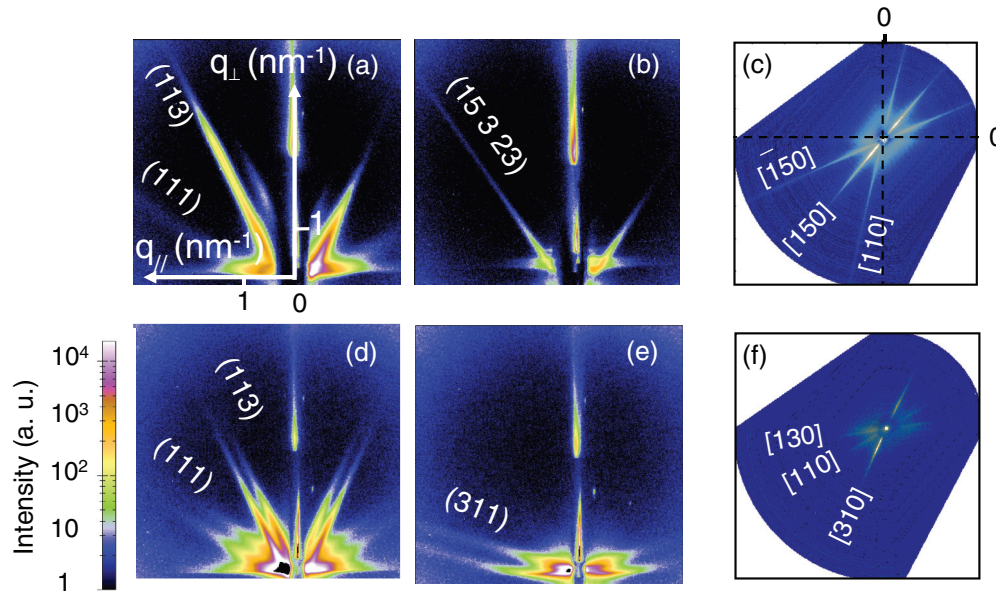 0
q⊥ (nm-1)
(a)
(113)
(111)
1
q// (nm-1)
1
0
(b)
(15 3 23)
(c)
0
[1̅50]
[150]
[110]
Intensity (a. u.)
10⁴
10³
10²
10
1
(d)
(113)
(111)
(e)
(311)
(f)
[130]
[110]
[310]